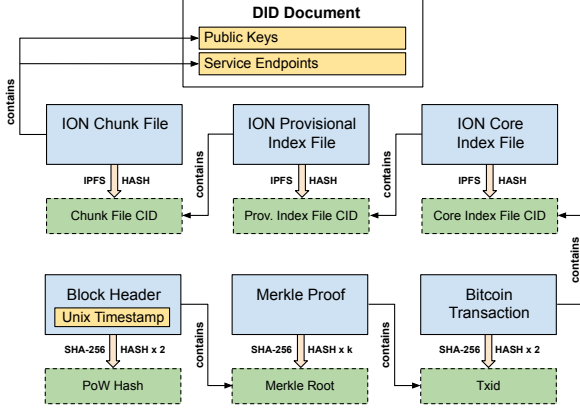 DID Document
Public Keys
Service Endpoints
contains
ION Chunk File
ION Provisional
Index File
ION Core
Index File
IPFS HASH
contains
IPFS HASH
contains
IPFS HASH
Chunk File CID
Prov. Index File CID
Core Index File CID
contains
Block Header
Unix Timestamp
Merkle Proof
Bitcoin
Transaction
SHA-256 HASH x 2
contains
SHA-256 HASH x k
contains
SHA-256 HASH x 2
PoW Hash
Merkle Root
Txid